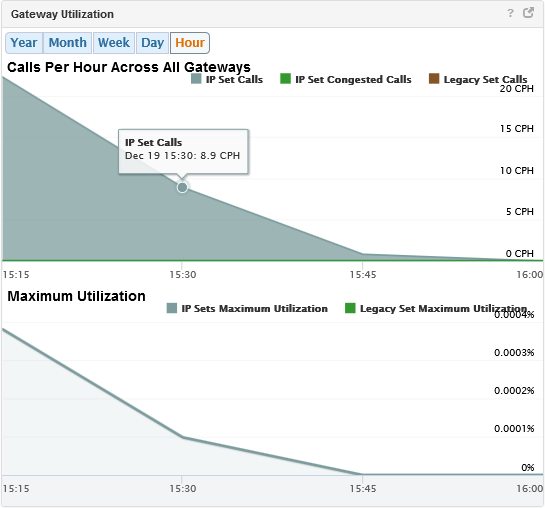 Gateway Utilization ?
Year Month Week Day Hour
Calls Per Hour Across All Gateways
IP Set Calls IP Set Congested Calls Legacy Set Calls
20 CPH
15 CPH
IP Set Calls
Dec 19 15:30: 8.9 CPH
10 CPH
5 CPH
0 CPH
15:15 15:30 15:45 16:00
Maximum Utilization
IP Sets Maximum Utilization Legacy Set Maximum Utilization
0.0004%
0.0003%
0.0002%
0.0001%
0%
15:15 15:30 15:45 16:00